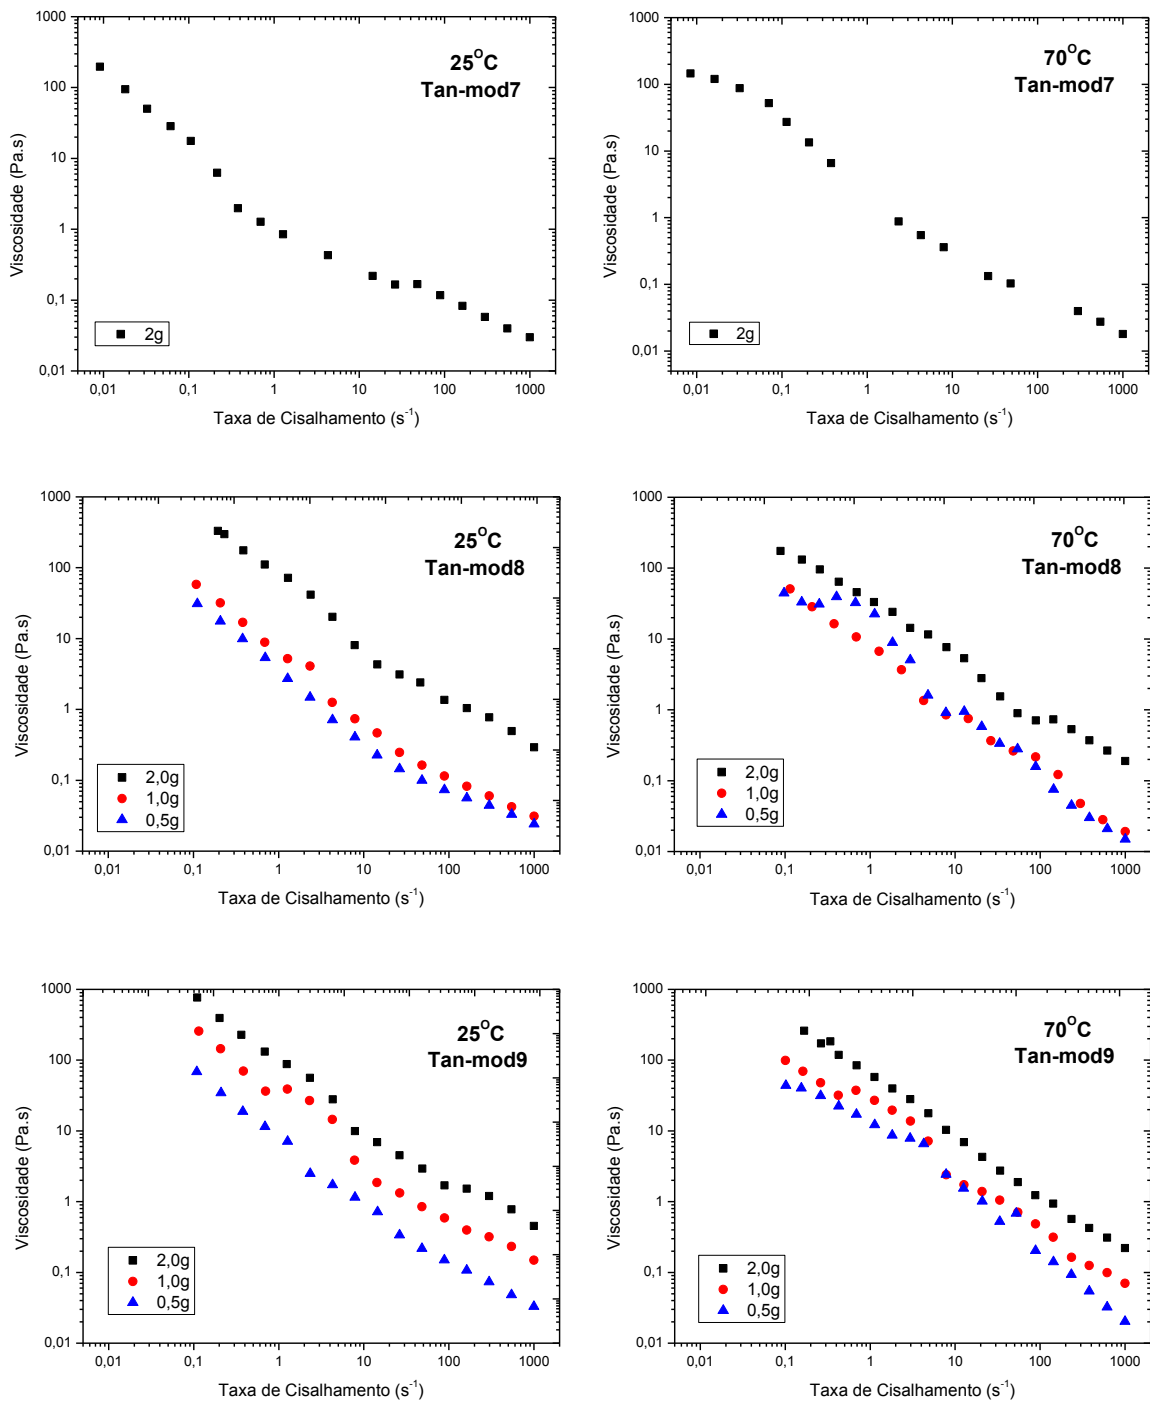 1000
100
10
1
0,1
0,01
Viscosidade (Pa.s)
25°C
Tan-mod7
2g
0,01 0,1 1 10 100 1000
Taxa de Cisalhamento (s⁻¹)
1000
100
10
1
0,1
0,01
Viscosidade (Pa.s)
70°C
Tan-mod7
2g
0,01 0,1 1 10 100 1000
Taxa de Cisalhamento (s⁻¹)
1000
100
10
1
0,1
0,01
Viscosidade (Pa.s)
25°C
Tan-mod8
2,0g
1,0g
0,5g
0,01 0,1 1 10 100 1000
Taxa de Cisalhamento (s⁻¹)
1000
100
10
1
0,1
0,01
Viscosidade (Pa.s)
70°C
Tan-mod8
2,0g
1,0g
0,5g
0,01 0,1 1 10 100 1000
Taxa de Cisalhamento (s⁻¹)
1000
100
10
1
0,1
0,01
Viscosidade (Pa.s)
25°C
Tan-mod9
2,0g
1,0g
0,5g
0,01 0,1 1 10 100 1000
Taxa de Cisalhamento (s⁻¹)
1000
100
10
1
0,1
0,01
Viscosidade (Pa.s)
70°C
Tan-mod9
2,0g
1,0g
0,5g
0,01 0,1 1 10 100 1000
Taxa de Cisalhamento (s⁻¹)